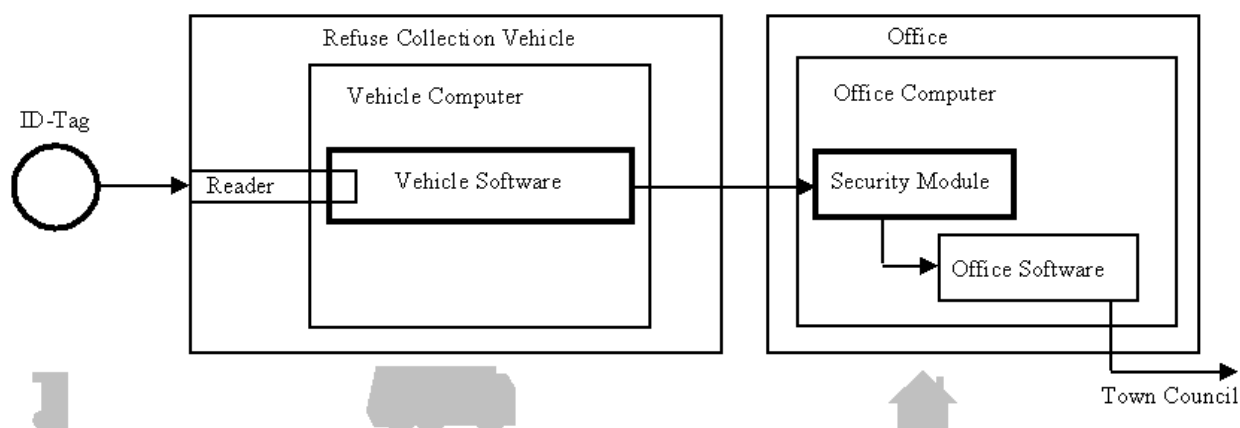 Refuse Collection Vehicle
Office
Vehicle Computer
Office Computer
ID-Tag
Reader
Vehicle Software
Security Module
Office Software
Town Council